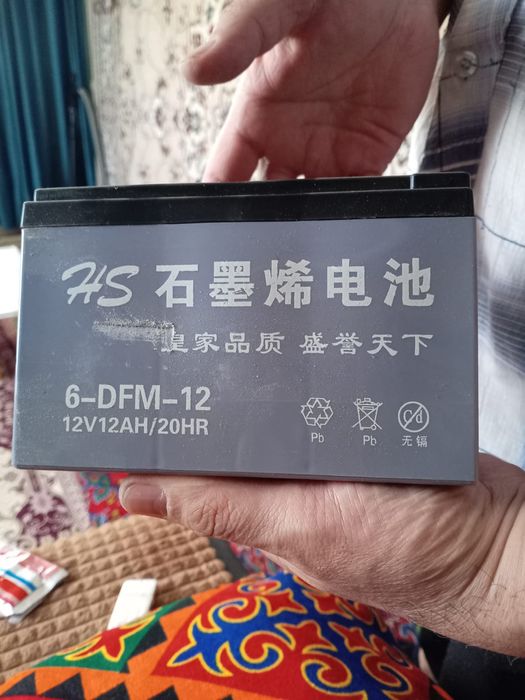 HS 石墨烯电池
皇家品质 盛誉天下
6-DFM-12
12V12AH/20HR
Pb
Pb
Cd
无镉